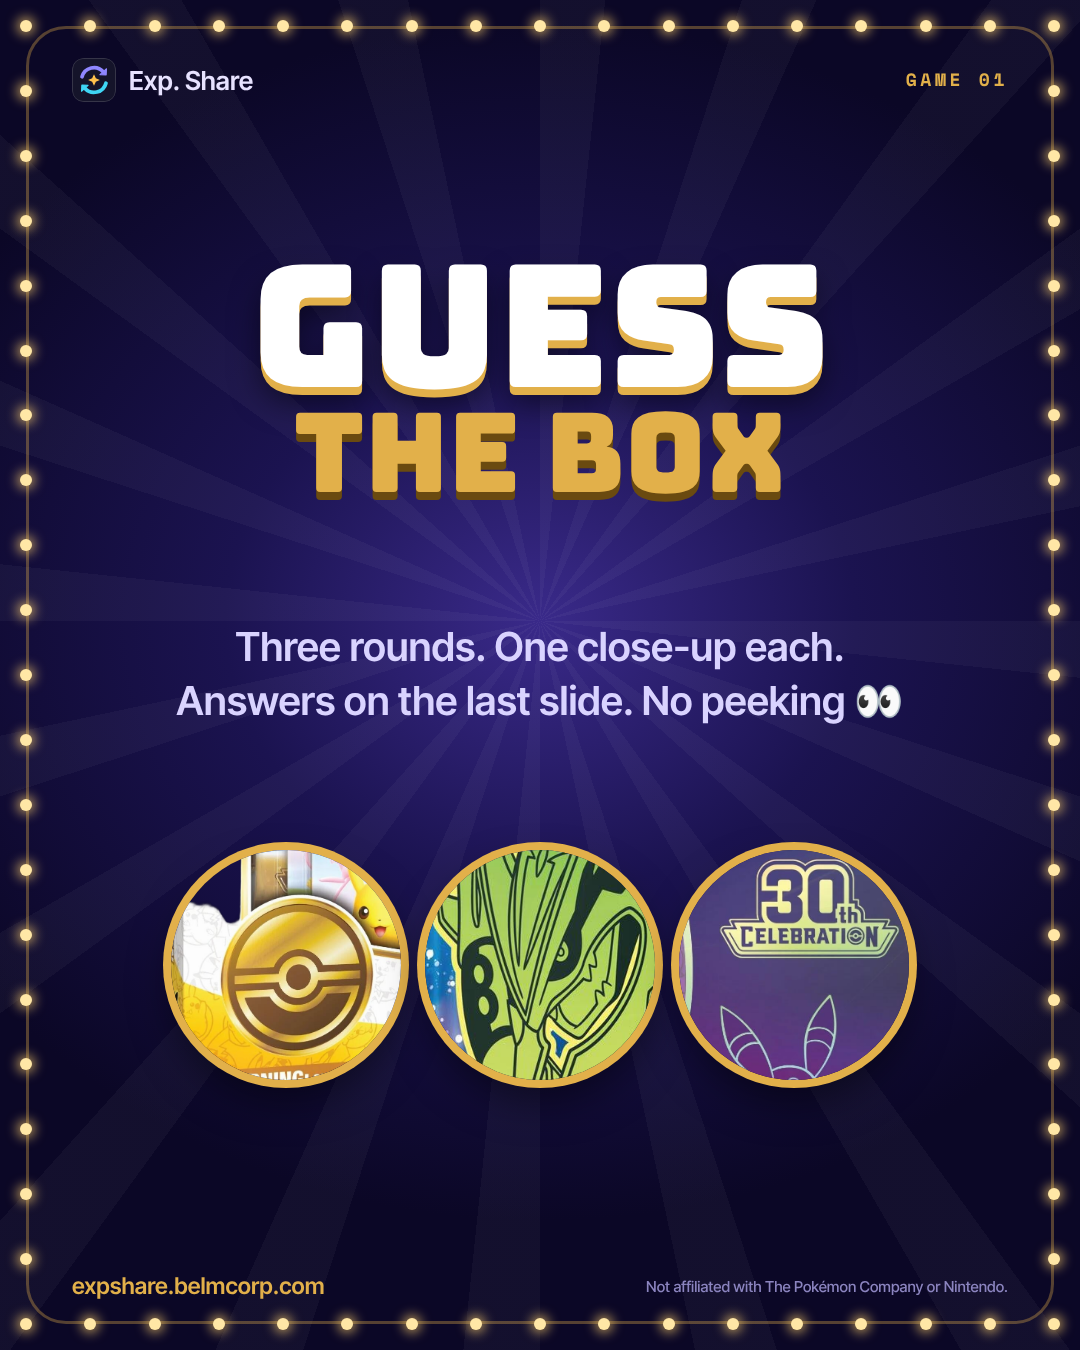 Exp. Share
GAME 01
GUESS
THE BOX
Three rounds. One close-up each.
Answers on the last slide. No peeking 👀
30th
CELEBRATION
expshare.belmcorp.com
Not affiliated with The Pokémon Company or Nintendo.